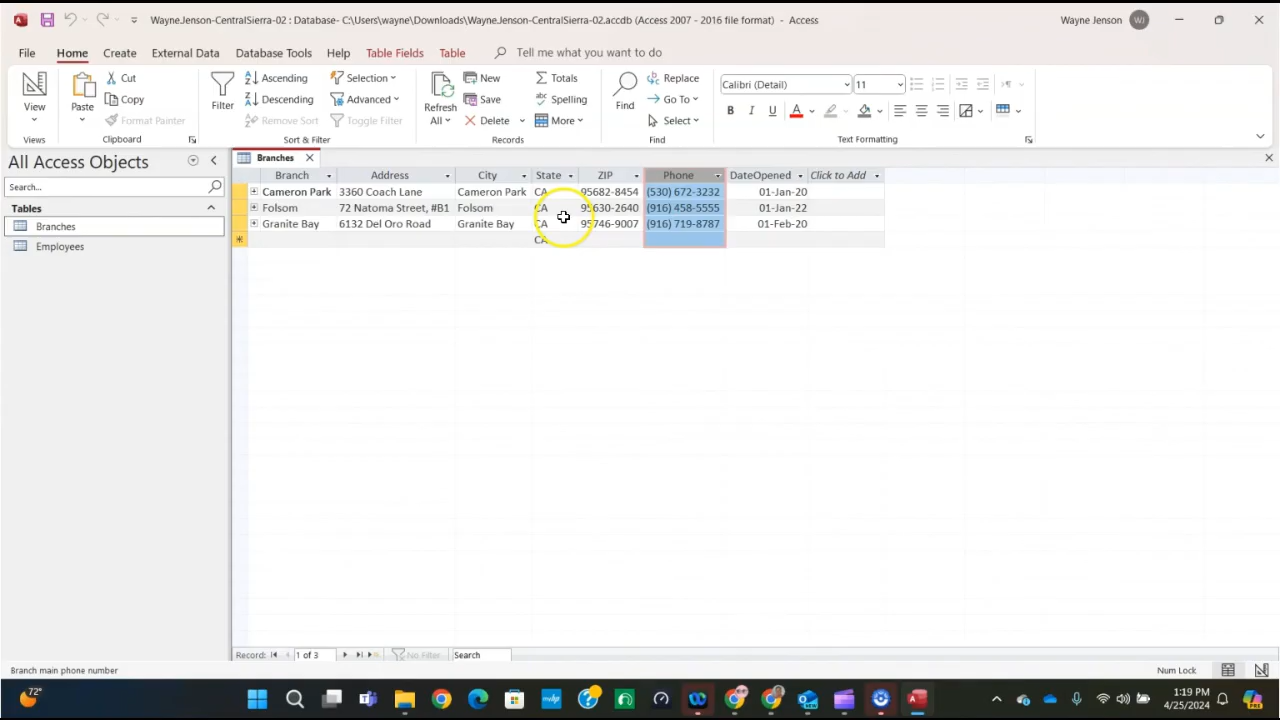 WayneJenson-CentralSierra-02 : Database- C:\Users\wayne\Downloads\WayneJenson-CentralSierra-02.accdb (Access 2007 - 2016 file format) - Access
Wayne Jenson WJ
File Home Create External Data Database Tools Help Table Fields Table Tell me what you want to do
View
Views
Paste
Cut
Copy
Format Painter
Clipboard
Filter
Ascending
Descending
Remove Sort
Selection
Advanced
Toggle Filter
Sort & Filter
Refresh
All
New
Save
Delete
Totals
Spelling
More
Records
Find
Replace
Go To
Select
Find
Calibri (Detail) 11
B I U A
Text Formatting
All Access Objects
Search...
Tables
Branches
Employees
Branches
Branch Address City State ZIP Phone DateOpened Click to Add
Cameron Park 3360 Coach Lane Cameron Park CA 95682-8454 (530) 672-3232 01-Jan-20
Folsom 72 Natoma Street, #B1 Folsom CA 95630-2640 (916) 458-5555 01-Jan-22
Granite Bay 6132 Del Oro Road Granite Bay CA 95746-9007 (916) 719-8787 01-Feb-20
CA
Record: 1 of 3 No Filter Search
Branch main phone number
Num Lock
72°
1:19 PM
4/25/2024